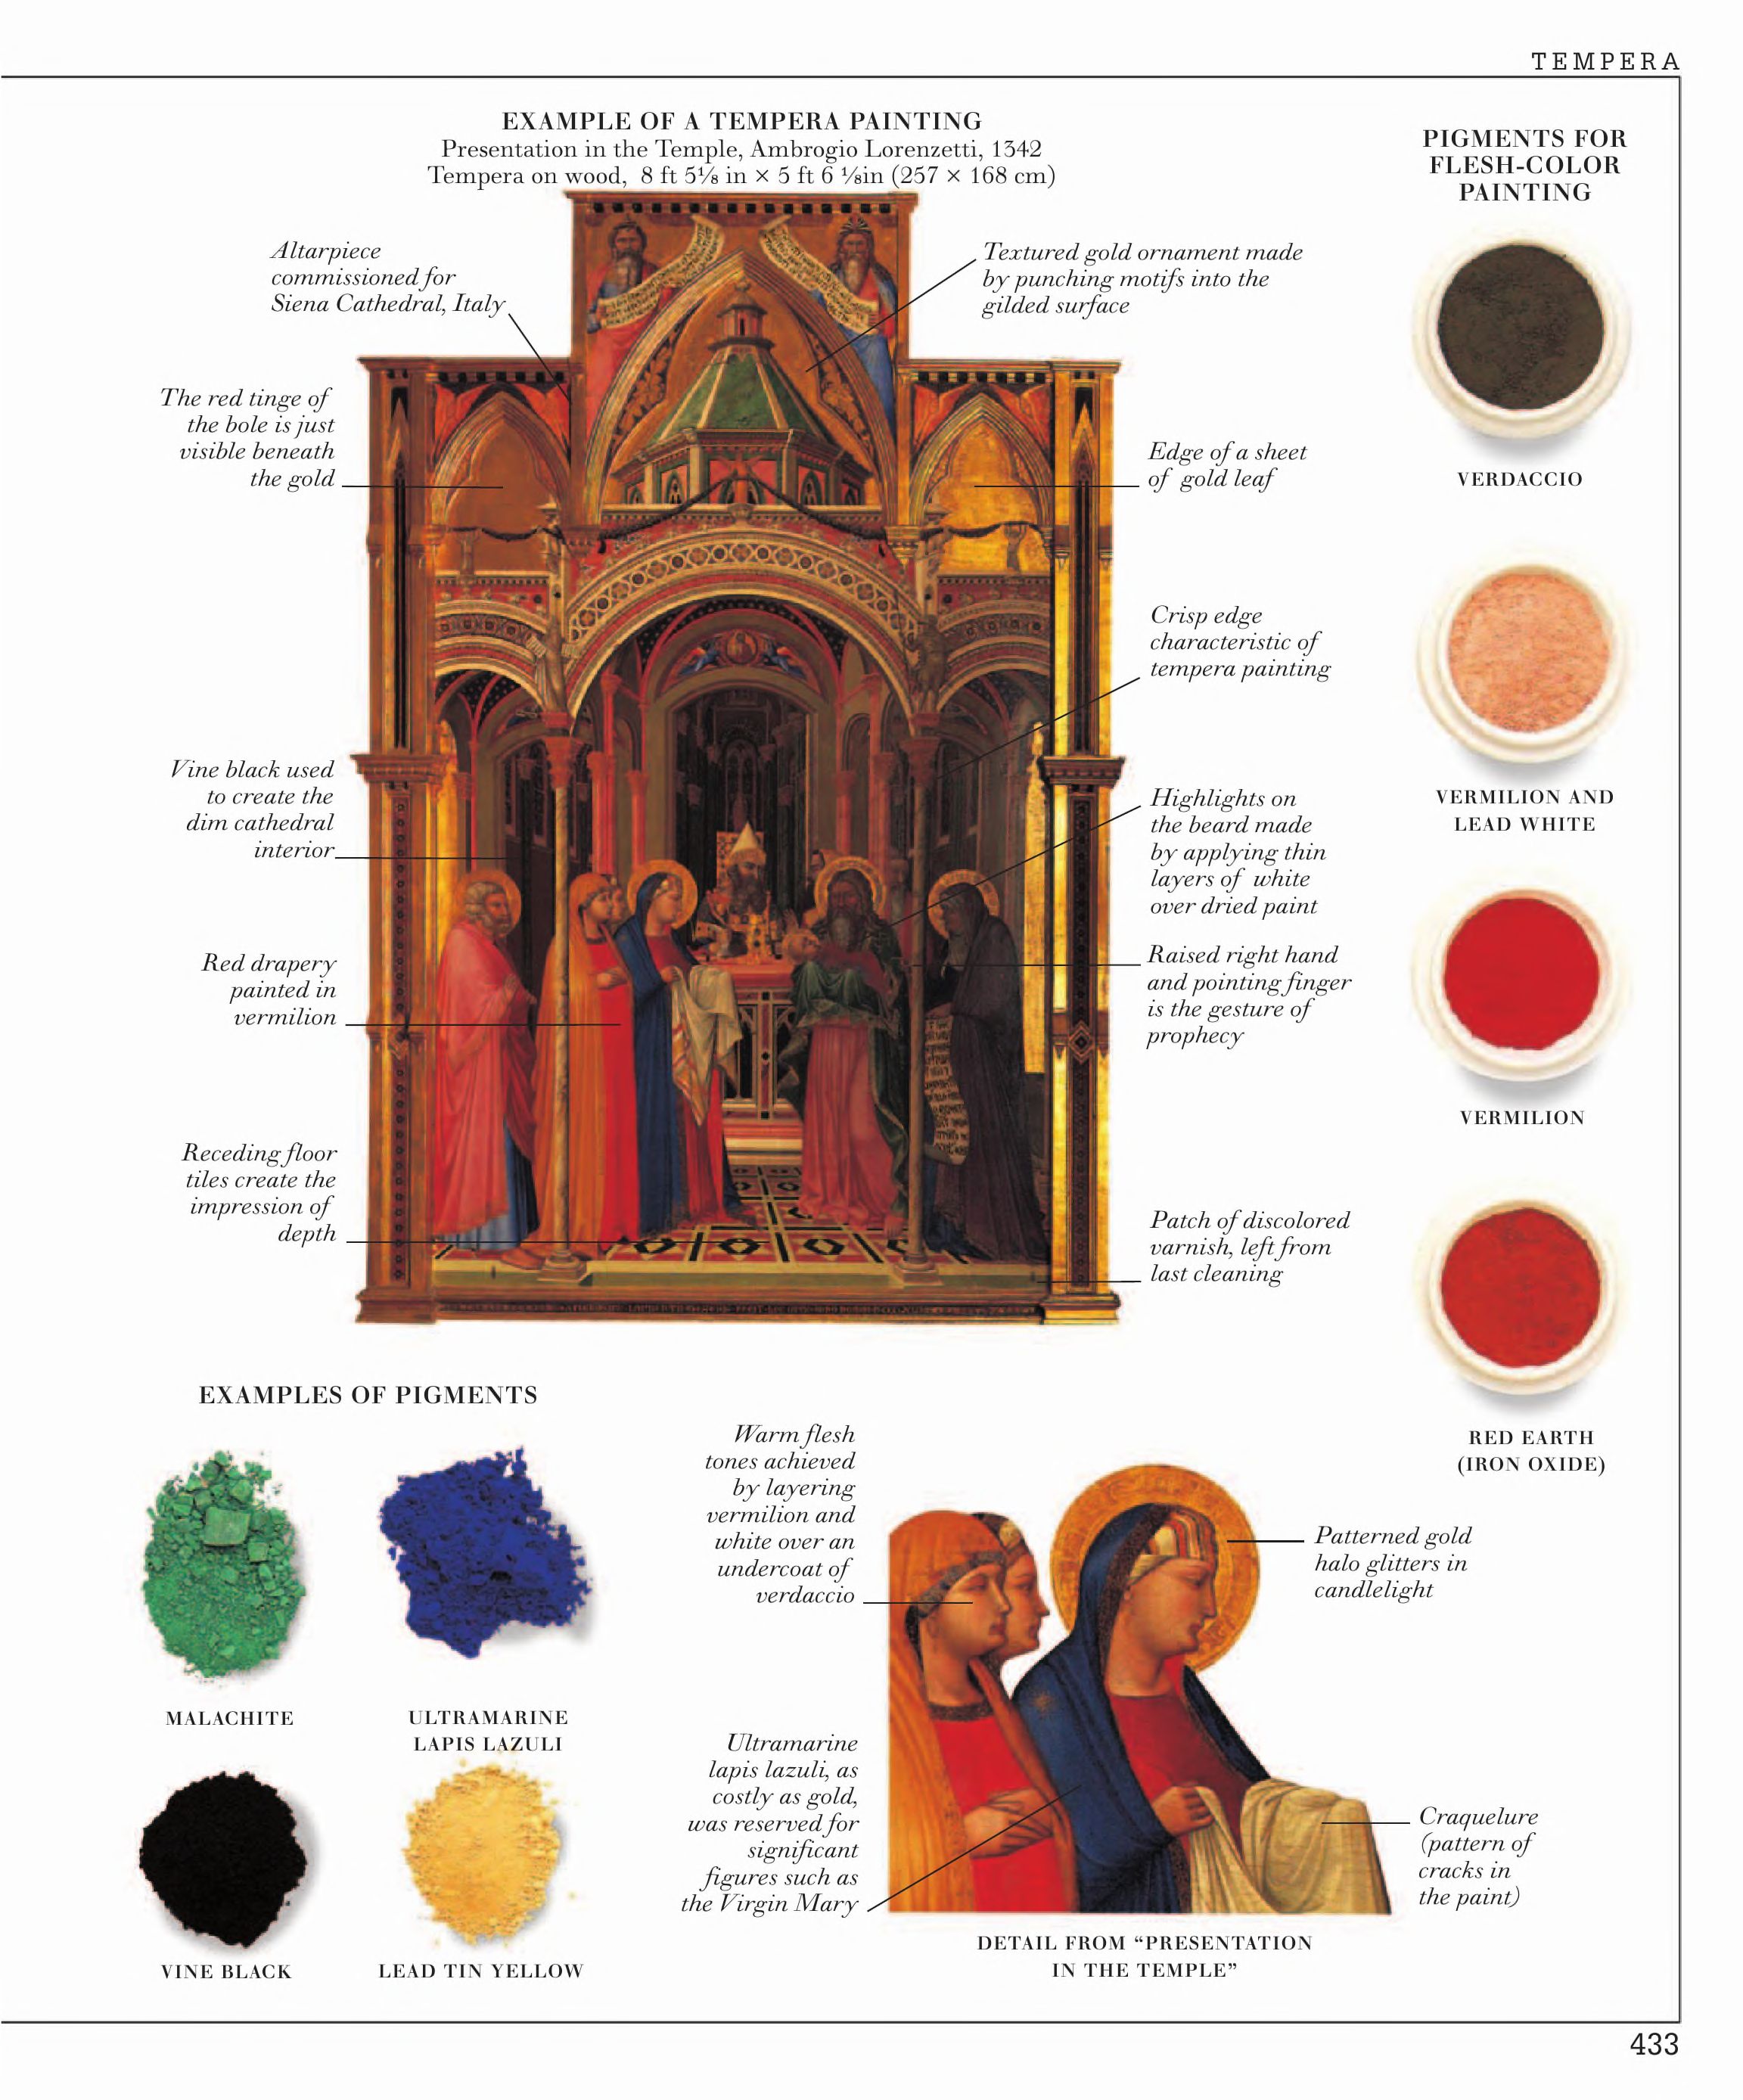 TEMPERA
EXAMPLE OF A TEMPERA PAINTING
Presentation in the Temple, Ambrogio Lorenzetti, 1342
Tempera on wood, 8 ft 5⅛ in × 5 ft 6 ⅛in (257 × 168 cm)
Altarpiece
commissioned for
Siena Cathedral, Italy
The red tinge of
the bole is just
visible beneath
the gold
Vine black used
to create the
dim cathedral
interior
Red drapery
painted in
vermilion
Receding floor
tiles create the
impression of
depth
Textured gold ornament made
by punching motifs into the
gilded surface
Edge of a sheet
of gold leaf
Crisp edge
characteristic of
tempera painting
Highlights on
the beard made
by applying thin
layers of white
over dried paint
Raised right hand
and pointing finger
is the gesture of
prophecy
Patch of discolored
varnish, left from
last cleaning
PIGMENTS FOR
FLESH-COLOR
PAINTING
VERDACCIO
VERMILION AND
LEAD WHITE
VERMILION
RED EARTH
(IRON OXIDE)
EXAMPLES OF PIGMENTS
MALACHITE
ULTRAMARINE
LAPIS LAZULI
VINE BLACK
LEAD TIN YELLOW
Warm flesh
tones achieved
by layering
vermilion and
white over an
undercoat of
verdaccio
Ultramarine
lapis lazuli, as
costly as gold,
was reserved for
significant
figures such as
the Virgin Mary
Patterned gold
halo glitters in
candlelight
Craquelure
(pattern of
cracks in
the paint)
DETAIL FROM “PRESENTATION
IN THE TEMPLE”
433